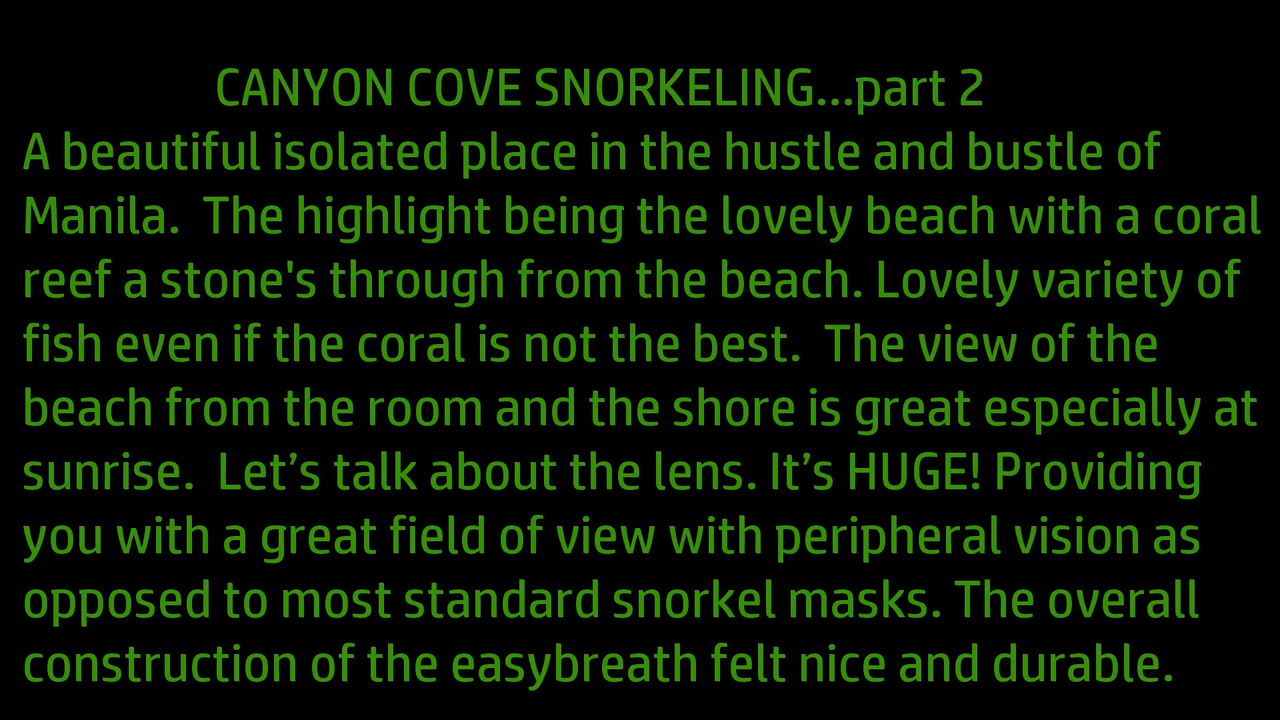 CANYON COVE SNORKELING...part 2
A beautiful isolated place in the hustle and bustle of
Manila.  The highlight being the lovely beach with a coral
reef a stone's through from the beach. Lovely variety of
fish even if the coral is not the best.  The view of the
beach from the room and the shore is great especially at
sunrise.  Let’s talk about the lens. It’s HUGE! Providing
you with a great field of view with peripheral vision as
opposed to most standard snorkel masks. The overall
construction of the easybreath felt nice and durable.